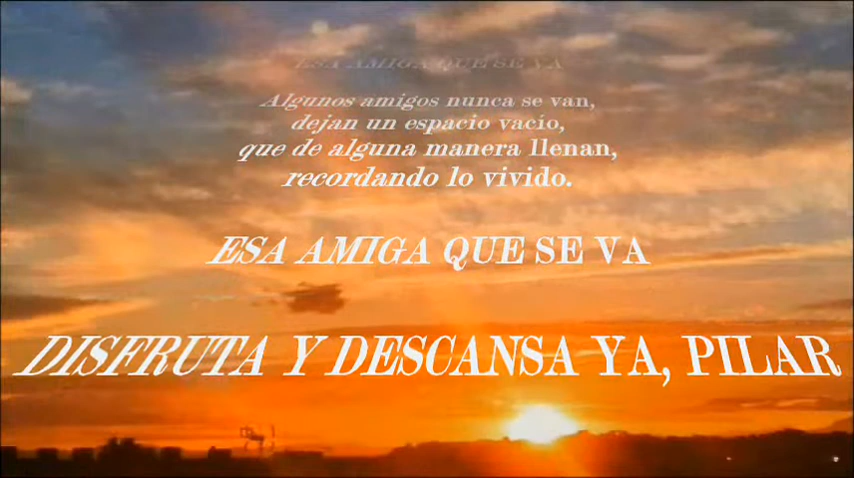 ESA AMIGA QUE SE VA
Algunos amigos nunca se van,
dejan un espacio vacío,
que de alguna manera llenan,
recordando lo vivido.
ESA AMIGA QUE SE VA
DISFRUTA Y DESCANSA YA, PILAR